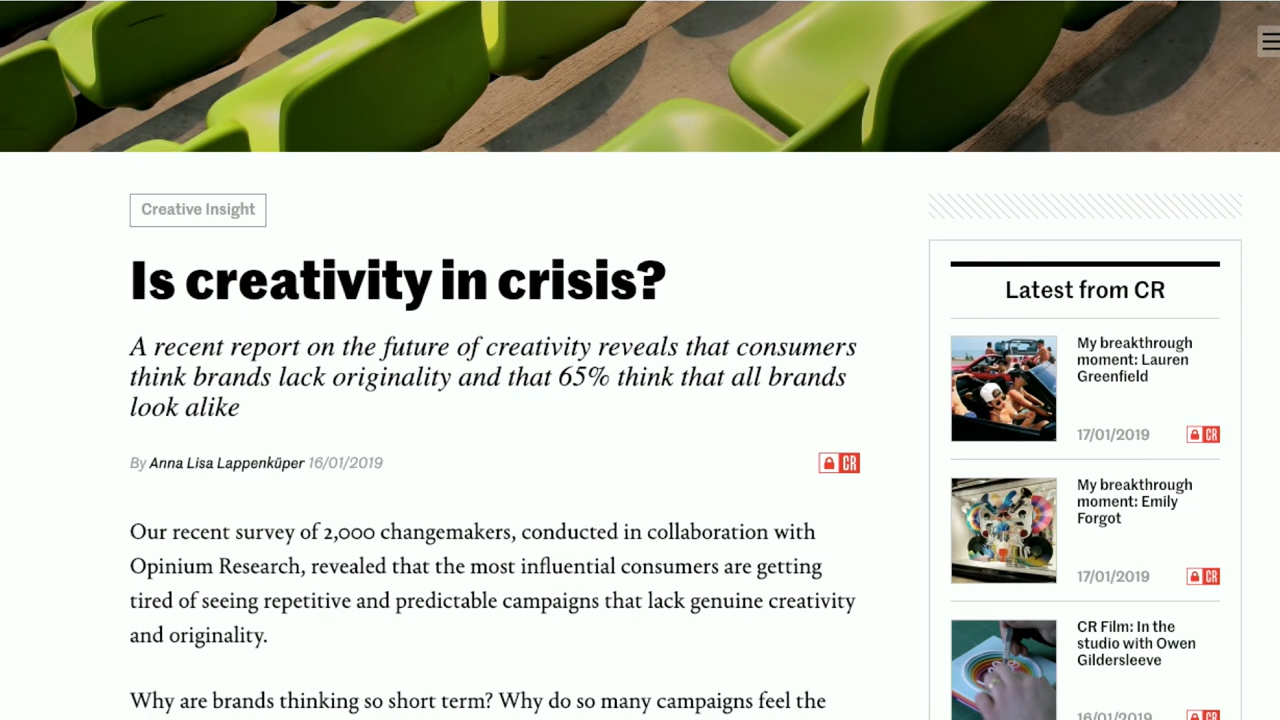 Creative Insight
Is creativity in crisis?
A recent report on the future of creativity reveals that consumers
think brands lack originality and that 65% think that all brands
look alike
By Anna Lisa Lappenküper 16/01/2019
CR
Our recent survey of 2,000 changemakers, conducted in collaboration with
Opinium Research, revealed that the most influential consumers are getting
tired of seeing repetitive and predictable campaigns that lack genuine creativity
and originality.
Why are brands thinking so short term? Why do so many campaigns feel the
Latest from CR
My breakthrough
moment: Lauren
Greenfield
17/01/2019
CR
My breakthrough
moment: Emily
Forgot
17/01/2019
CR
CR Film: In the
studio with Owen
Gildersleeve
16/01/2019
CR